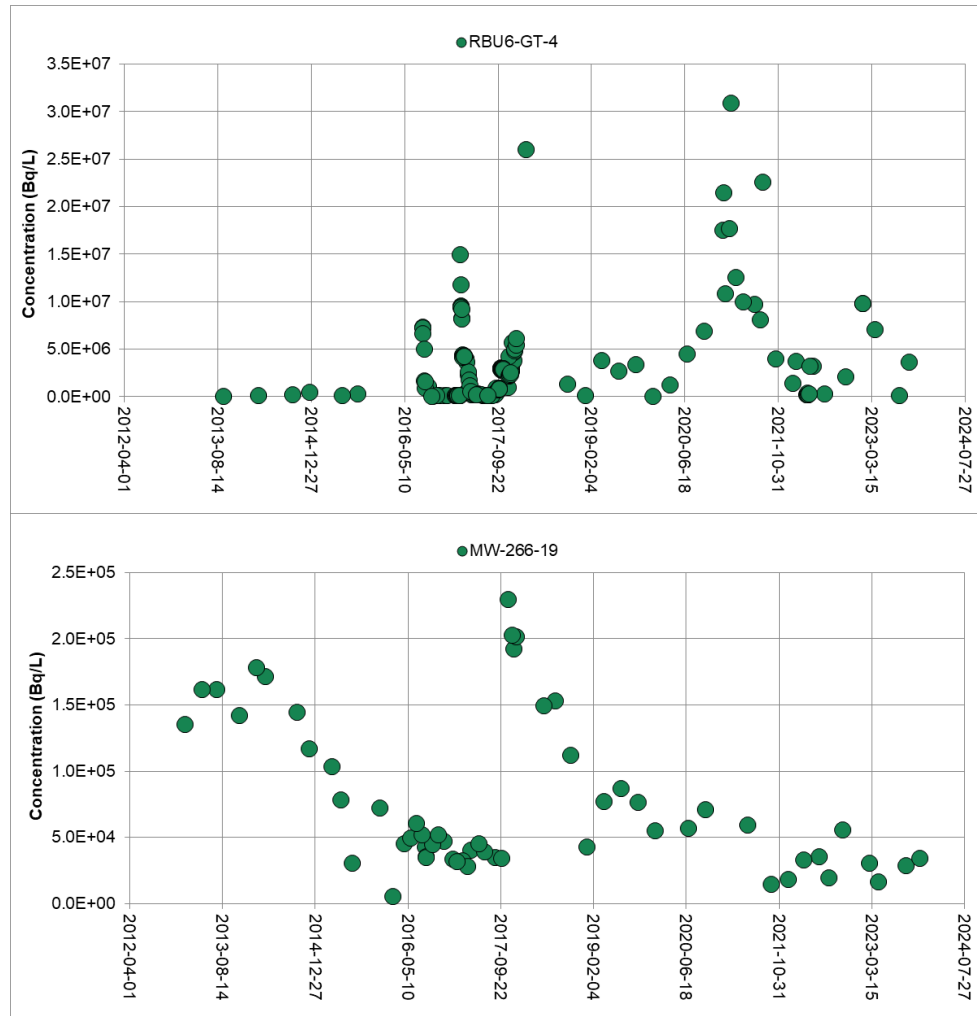 RBU6-GT-4
Concentration (Bq/L)
3.5E+07
3.0E+07
2.5E+07
2.0E+07
1.5E+07
1.0E+07
5.0E+06
0.0E+00
2012-04-01
2013-08-14
2014-12-27
2016-05-10
2017-09-22
2019-02-04
2020-06-18
2021-10-31
2023-03-15
2024-07-27
MW-266-19
Concentration (Bq/L)
2.5E+05
2.0E+05
1.5E+05
1.0E+05
5.0E+04
0.0E+00
2012-04-01
2013-08-14
2014-12-27
2016-05-10
2017-09-22
2019-02-04
2020-06-18
2021-10-31
2023-03-15
2024-07-27